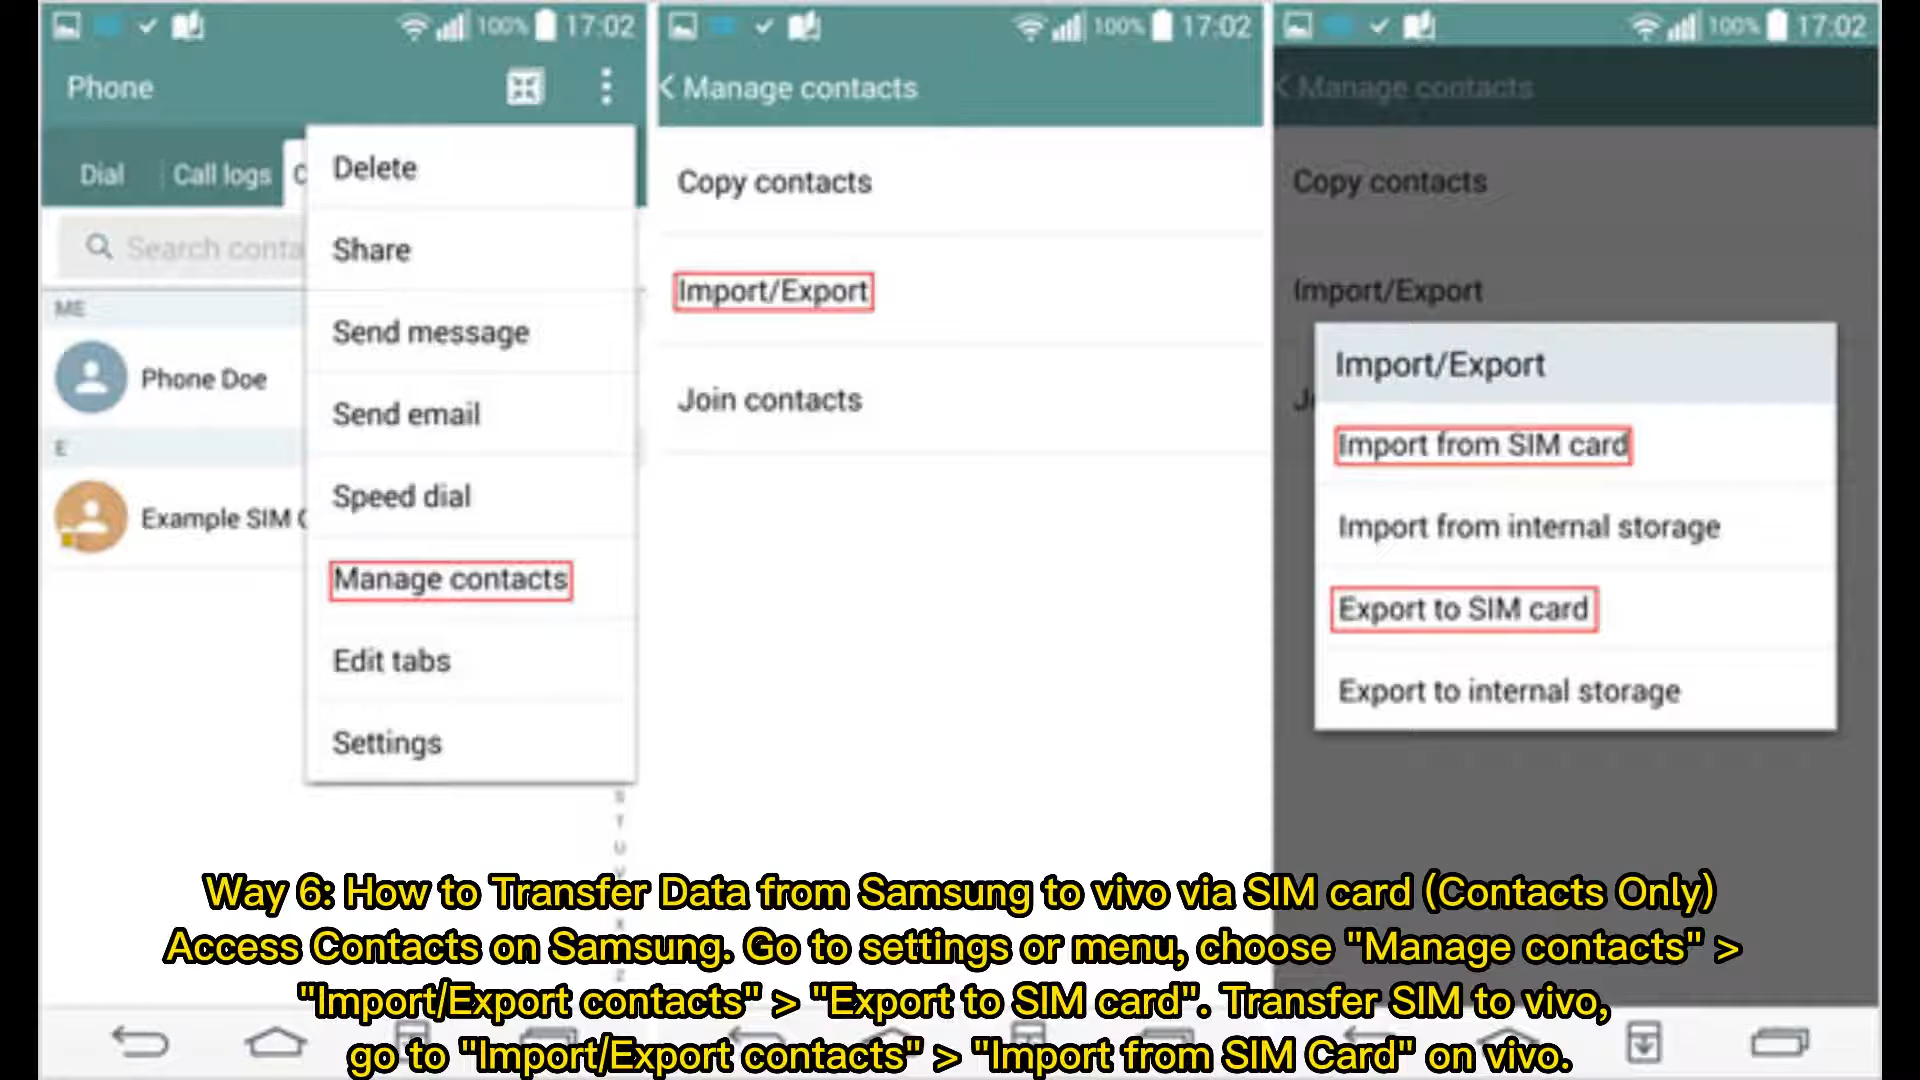 100% 17:02
Phone
Dial
Call logs
Search conta
ME
Phone Doe
E
Example SIM
Delete
Share
Send message
Send email
Speed dial
Manage contacts
Edit tabs
Settings
S
T
U
100% 17:02
Manage contacts
Copy contacts
Import/Export
Join contacts
100% 17:02
Manage contacts
Copy contacts
Import/Export
Import/Export
Import from SIM card
Import from internal storage
Export to SIM card
Export to internal storage
Way 6: How to Transfer Data from Samsung to vivo via SIM card (Contacts Only)
Access Contacts on Samsung. Go to settings or menu, choose "Manage contacts" >
"Import/Export contacts" > "Export to SIM card". Transfer SIM to vivo,
go to "Import/Export contacts" > "Import from SIM Card" on vivo.